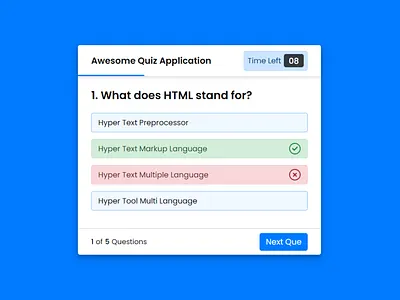 Awesome Quiz Application
Time Left 08
1. What does HTML stand for?
Hyper Text Preprocessor
Hyper Text Markup Language
Hyper Text Multiple Language
Hyper Tool Multi Language
1 of 5 Questions
Next Que